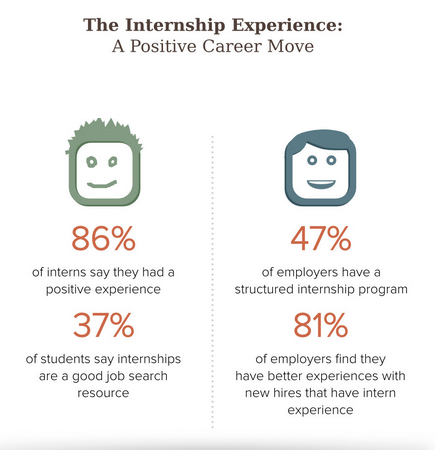 The Internship Experience:
A Positive Career Move
86%
of interns say they had a
positive experience
37%
of students say internships
are a good job search
resource
47%
of employers have a
structured internship program
81%
of employers find they
have better experiences with
new hires that have intern
experience